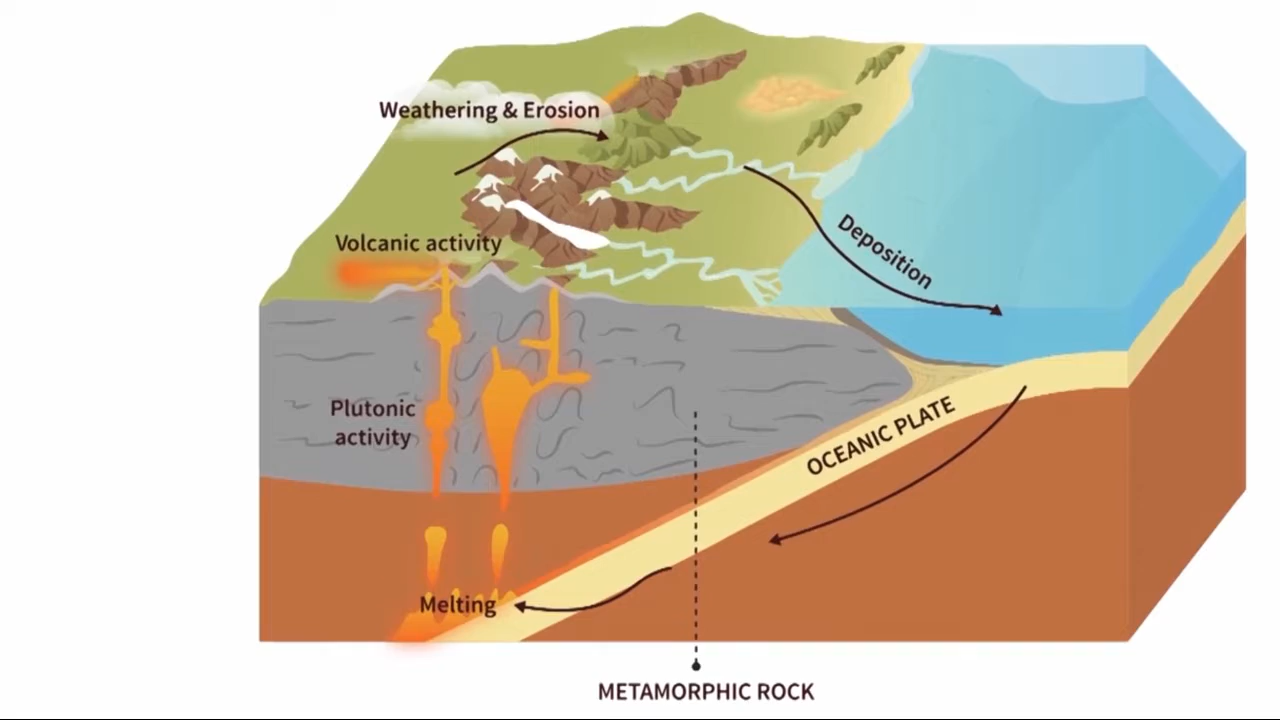 Weathering & Erosion
Deposition
Volcanic activity
Plutonic
activity
OCEANIC PLATE
Melting
METAMORPHIC ROCK